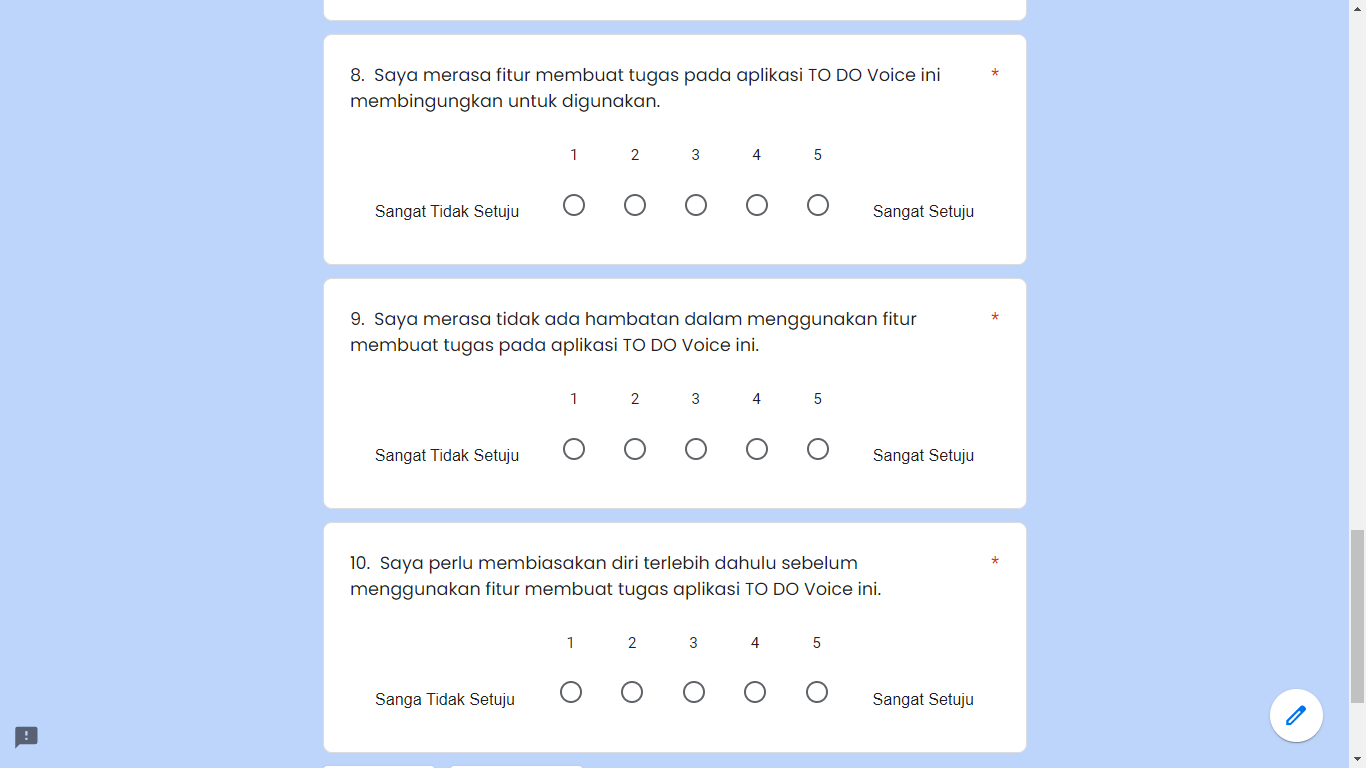 8. Saya merasa fitur membuat tugas pada aplikasi TO DO Voice ini *
membingungkan untuk digunakan.
1 2 3 4 5
Sangat Tidak Setuju Sangat Setuju
9. Saya merasa tidak ada hambatan dalam menggunakan fitur *
membuat tugas pada aplikasi TO DO Voice ini.
1 2 3 4 5
Sangat Tidak Setuju Sangat Setuju
10. Saya perlu membiasakan diri terlebih dahulu sebelum *
menggunakan fitur membuat tugas aplikasi TO DO Voice ini.
1 2 3 4 5
Sanga Tidak Setuju Sangat Setuju